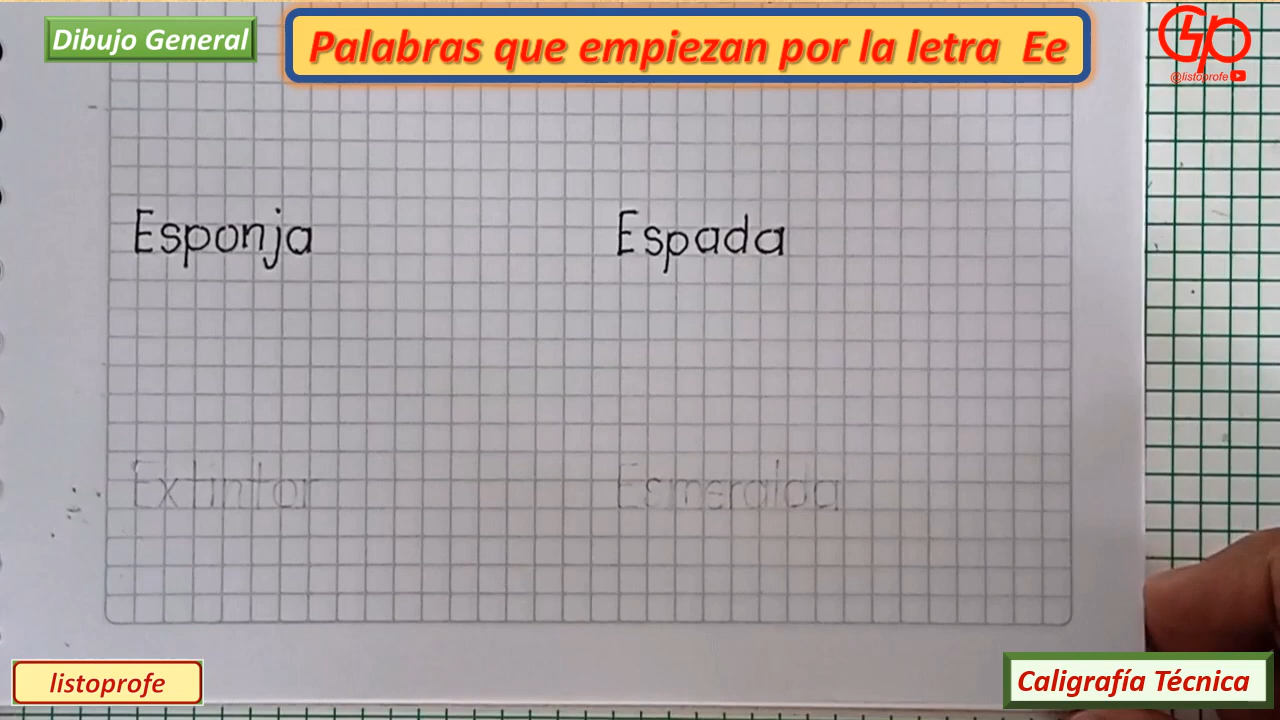 Dibujo General
Palabras que empiezan por la letra Ee
@listoprofe
Esponja Espada
Extintor Esmeralda
listoprofe
Caligrafía Técnica